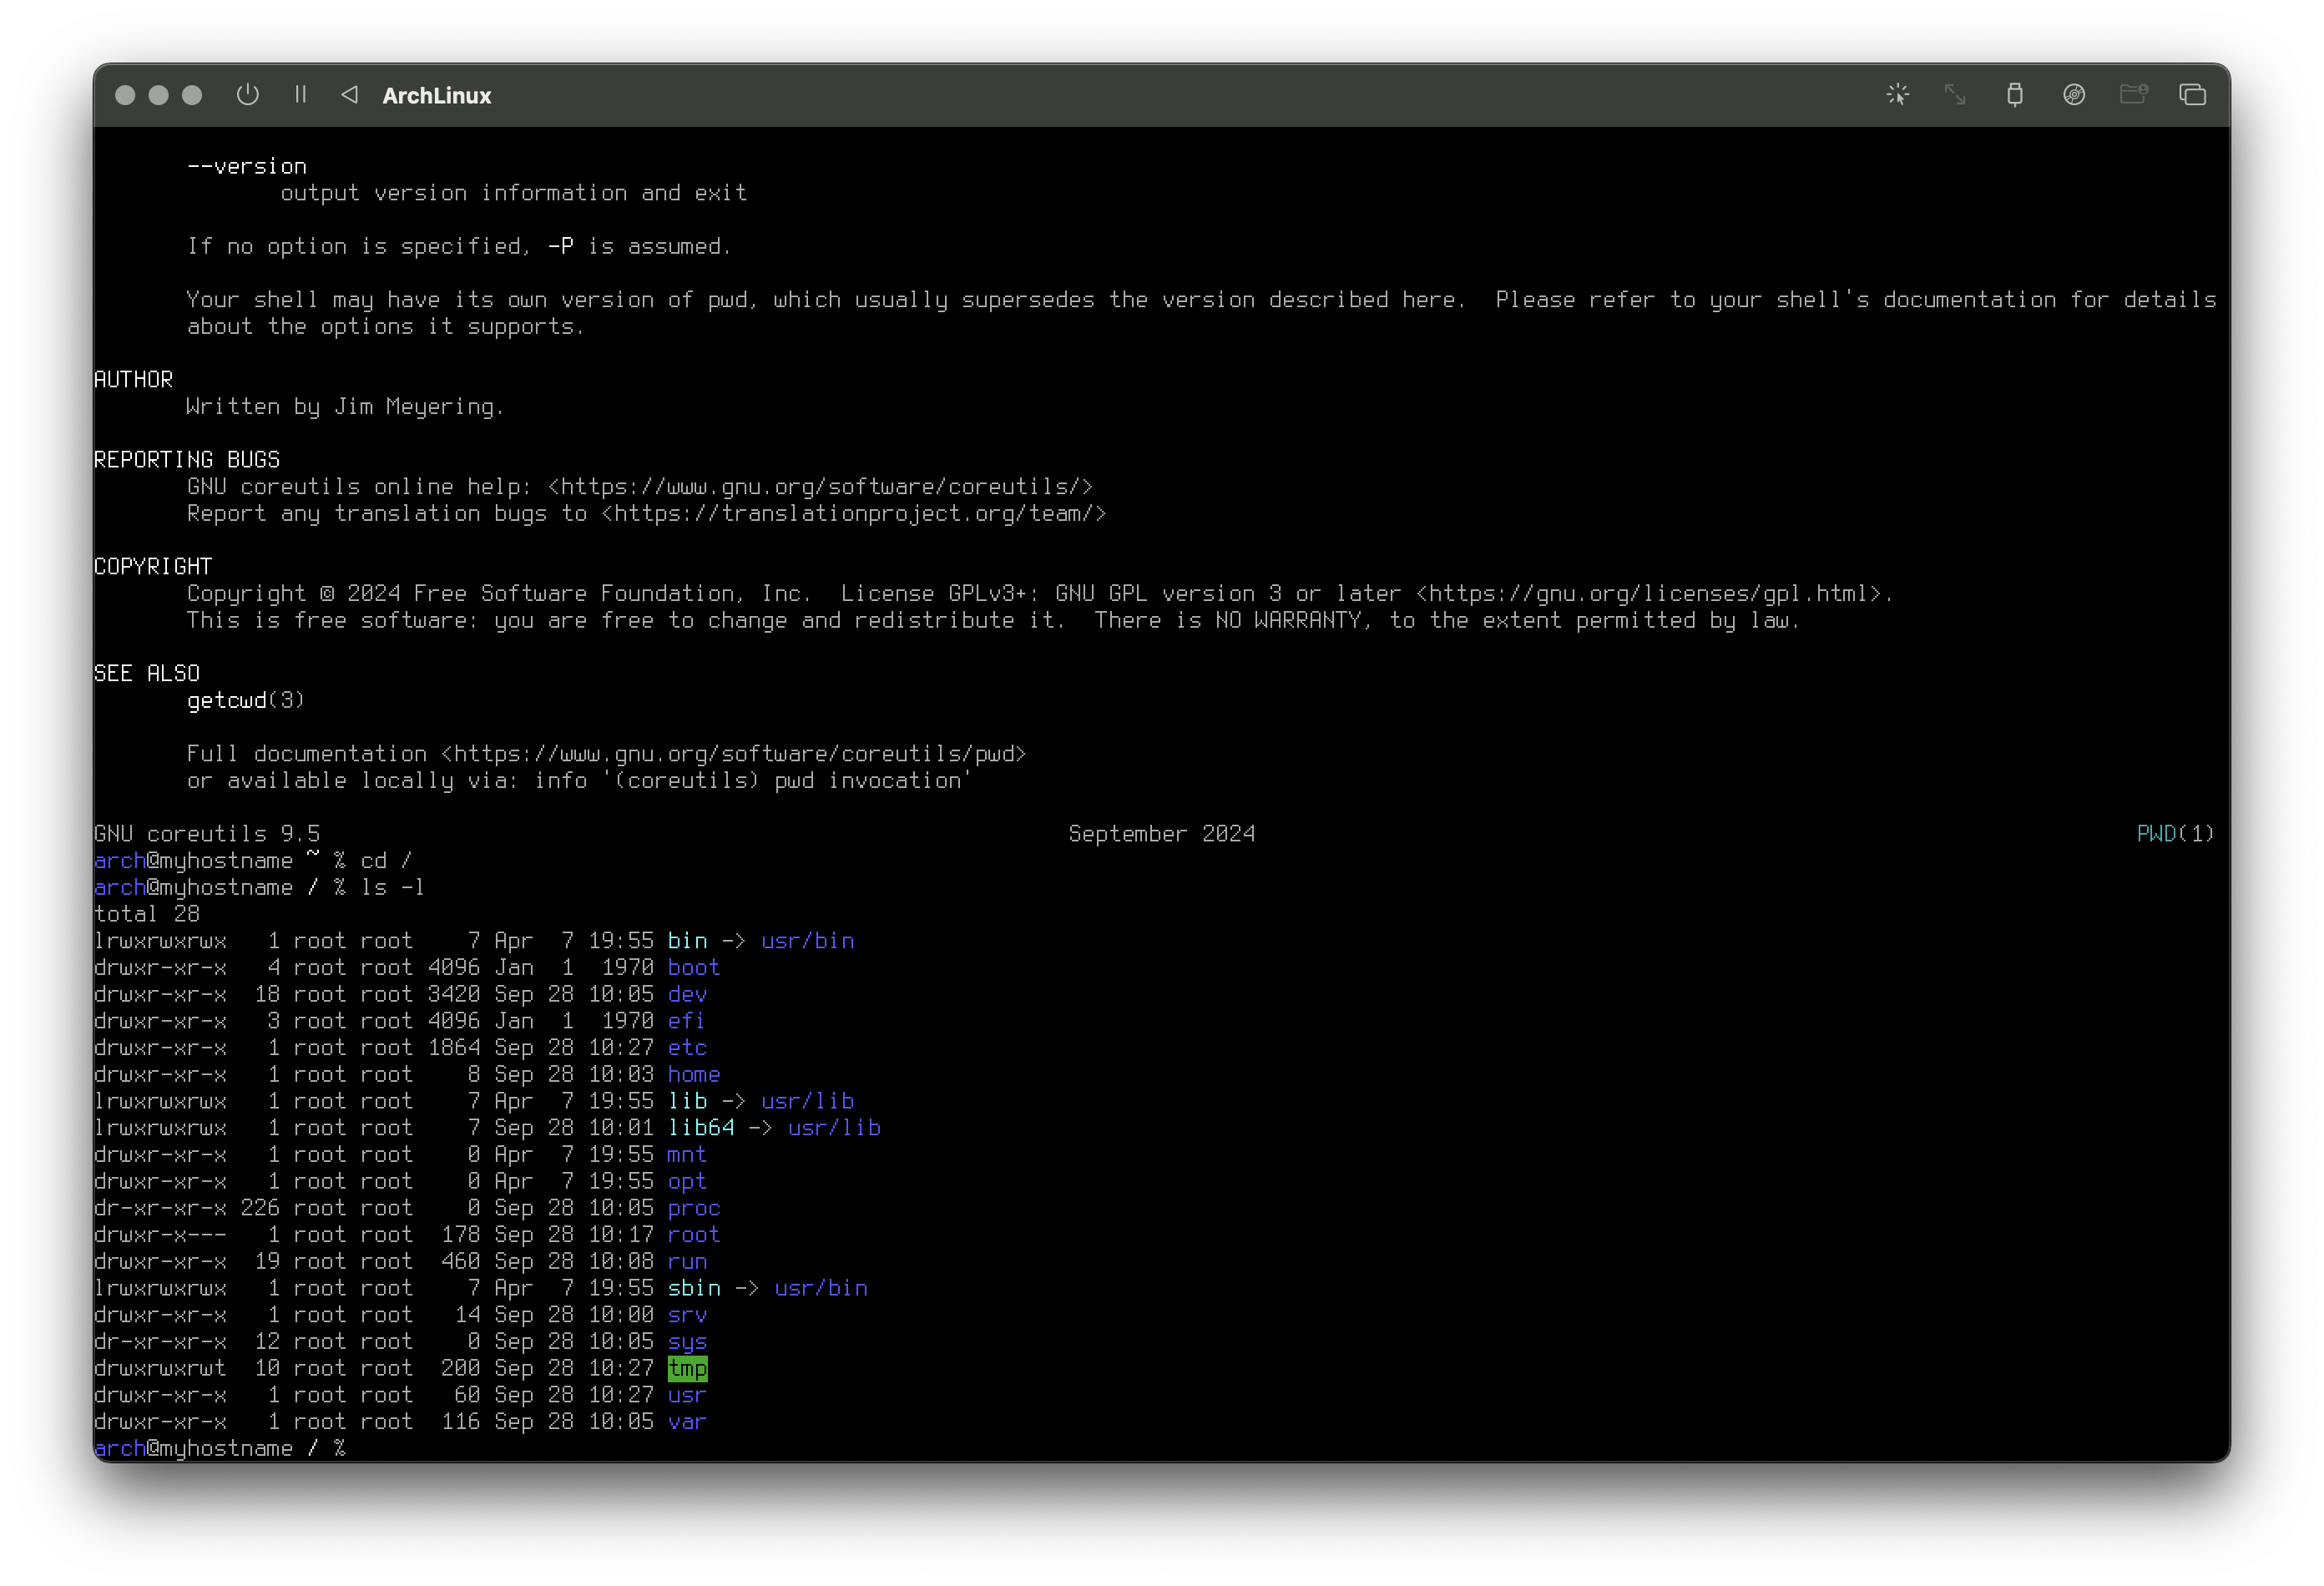 ArchLinux
--version
output version information and exit
If no option is specified, -P is assumed.
Your shell may have its own version of pwd, which usually supersedes the version described here.  Please refer to your shell's documentation for details
about the options it supports.
AUTHOR
Written by Jim Meyering.
REPORTING BUGS
GNU coreutils online help: <https://www.gnu.org/software/coreutils/>
Report any translation bugs to <https://translationproject.org/team/>
COPYRIGHT
Copyright © 2024 Free Software Foundation, Inc.  License GPLv3+: GNU GPL version 3 or later <https://gnu.org/licenses/gpl.html>.
This is free software: you are free to change and redistribute it.  There is NO WARRANTY, to the extent permitted by law.
SEE ALSO
getcwd(3)
Full documentation <https://www.gnu.org/software/coreutils/pwd>
or available locally via: info '(coreutils) pwd invocation'
GNU coreutils 9.5 September 2024 PWD(1)
arch@myhostname ~ % cd /
arch@myhostname / % ls -l
total 28
lrwxrwxrwx   1 root root    7 Apr  7 19:55 bin -> usr/bin
drwxr-xr-x   4 root root 4096 Jan  1  1970 boot
drwxr-xr-x  18 root root 3420 Sep 28 10:05 dev
drwxr-xr-x   3 root root 4096 Jan  1  1970 efi
drwxr-xr-x   1 root root 1864 Sep 28 10:27 etc
drwxr-xr-x   1 root root    8 Sep 28 10:03 home
lrwxrwxrwx   1 root root    7 Apr  7 19:55 lib -> usr/lib
lrwxrwxrwx   1 root root    7 Sep 28 10:01 lib64 -> usr/lib
drwxr-xr-x   1 root root    0 Apr  7 19:55 mnt
drwxr-xr-x   1 root root    0 Apr  7 19:55 opt
dr-xr-xr-x 226 root root    0 Sep 28 10:05 proc
drwxr-x---   1 root root  178 Sep 28 10:17 root
drwxr-xr-x  19 root root  460 Sep 28 10:08 run
lrwxrwxrwx   1 root root    7 Apr  7 19:55 sbin -> usr/bin
drwxr-xr-x   1 root root   14 Sep 28 10:00 srv
dr-xr-xr-x  12 root root    0 Sep 28 10:05 sys
drwxrwxrwt  10 root root  200 Sep 28 10:27 tmp
drwxr-xr-x   1 root root   60 Sep 28 10:27 usr
drwxr-xr-x   1 root root  116 Sep 28 10:05 var
arch@myhostname / %